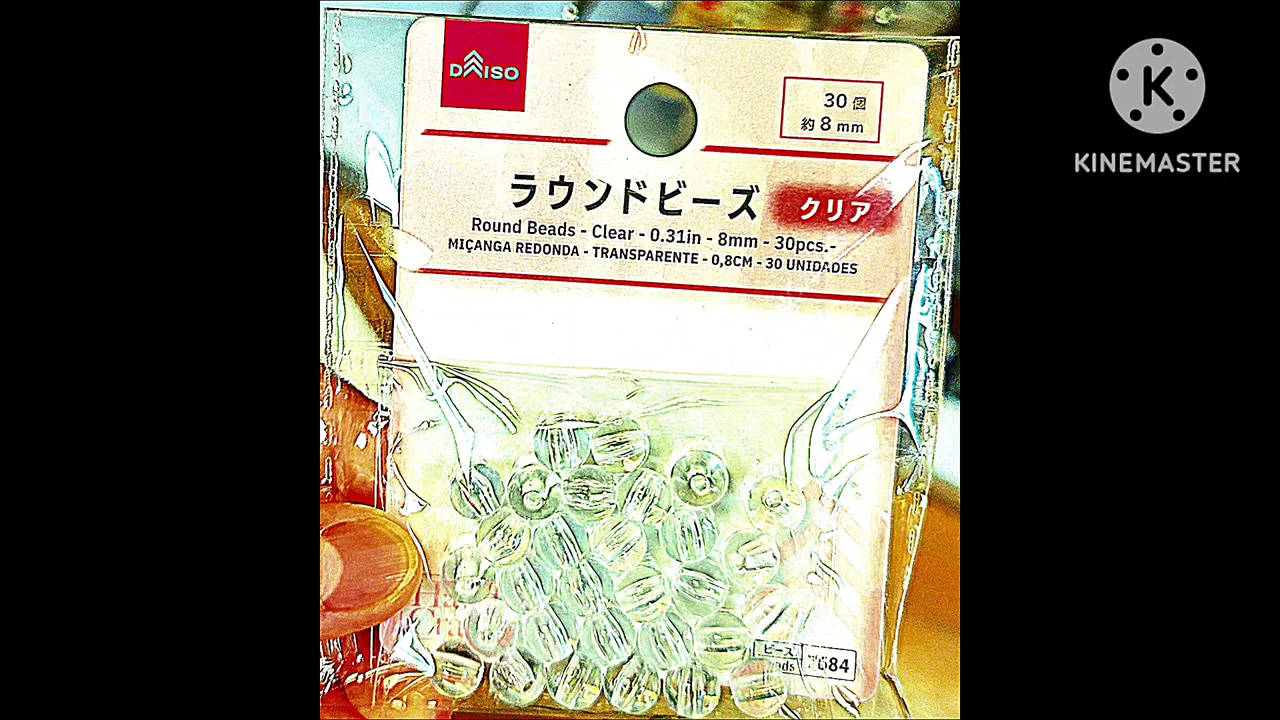 DAISO
30個
約8mm
ラウンドビーズ クリア
Round Beads - Clear - 0.31in - 8mm - 30pcs.-
MIÇANGA REDONDA - TRANSPARENTE - 0,8CM - 30 UNIDADES
ビーズ
684
KINEMASTER